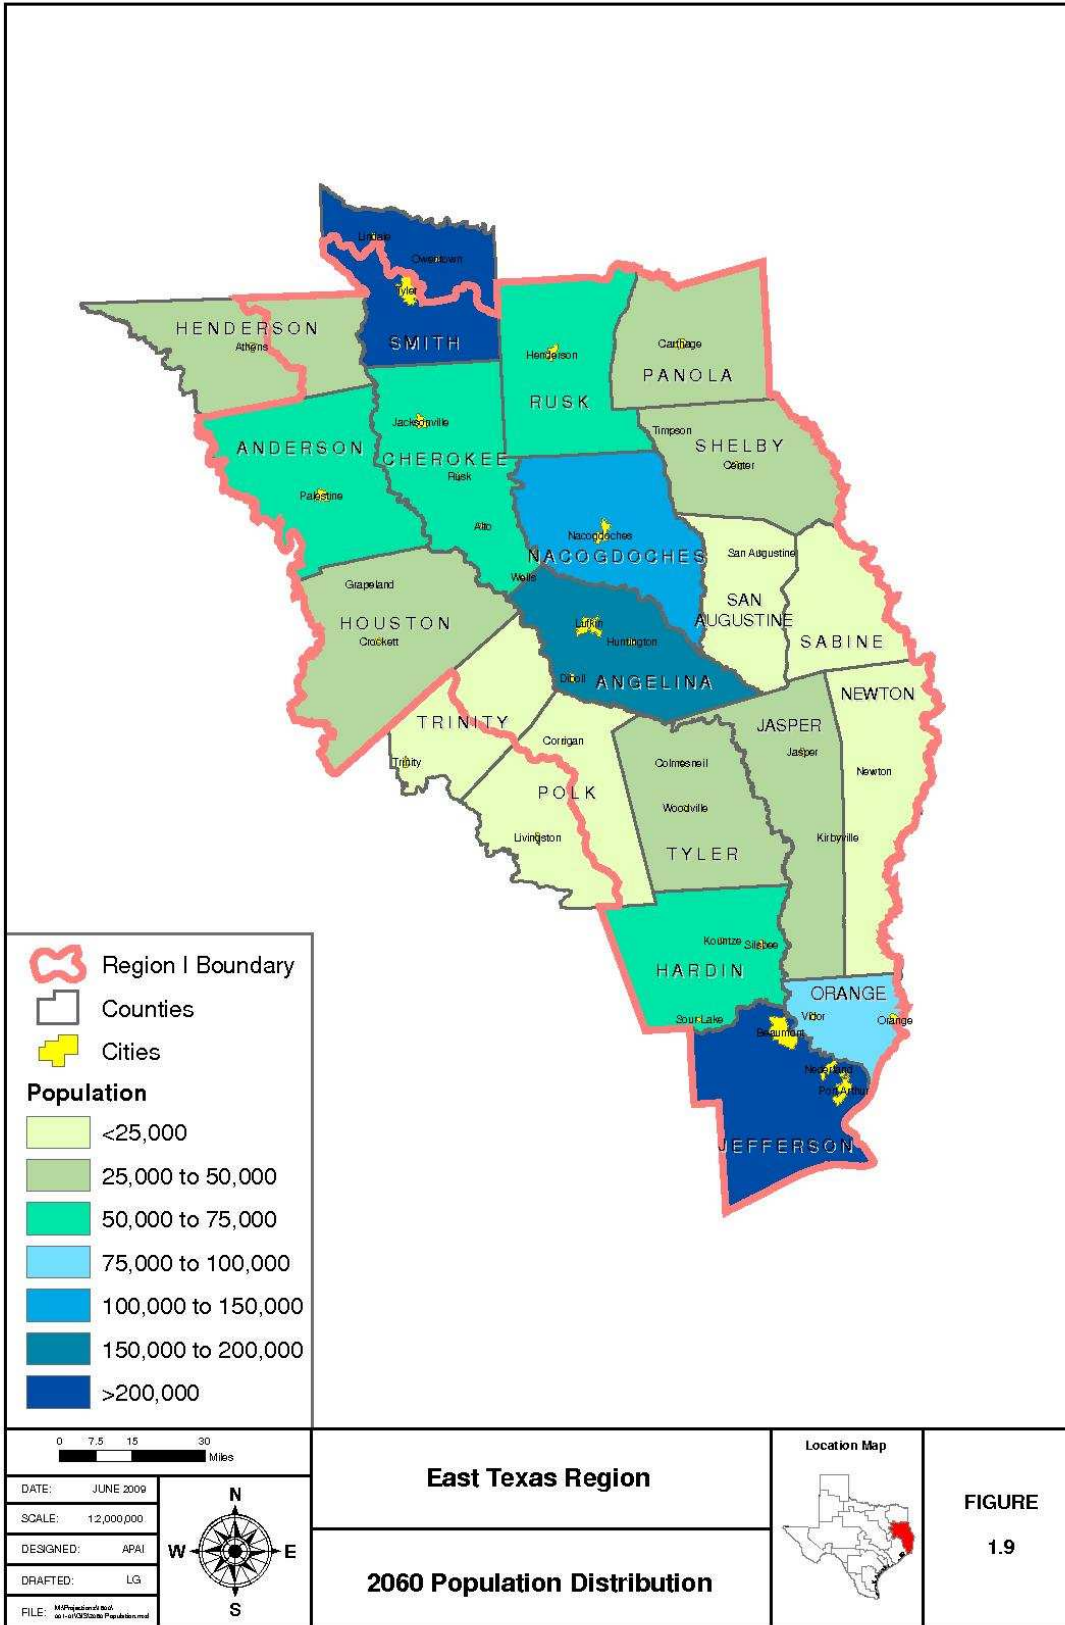 Lindale
Owentown
Tyler
HENDERSON
Athens
SMITH
Henderson
Carthage
PANOLA
RUSK
Jacksonville
Timpson
ANDERSON
CHEROKEE
SHELBY
Rusk
Center
Palestine
Alto
Nacogdoches
NACOGDOCHES
San Augustine
Wells
Grapeland
SAN
AUGUSTINE
HOUSTON
Lufkin
Crockett
Huntington
SABINE
Diboll
ANGELINA
NEWTON
TRINITY
JASPER
Corrigan
Jasper
Trinity
Colmesneil
Newton
POLK
Woodville
Livingston
Kirbyville
TYLER
Kountze
Silsbee
HARDIN
ORANGE
Sour Lake
Vidor
Orange
Beaumont
Nederland
Port Arthur
JEFFERSON
Region I Boundary
Counties
Cities
Population
<25,000
25,000 to 50,000
50,000 to 75,000
75,000 to 100,000
100,000 to 150,000
150,000 to 200,000
>200,000
0 7.5 15 30
Miles
DATE: JUNE 2009
SCALE: 1:2,000,000
DESIGNED: APAI
DRAFTED: LG
FILE:
N
W E
S
East Texas Region
2060 Population Distribution
Location Map
FIGURE
1.9